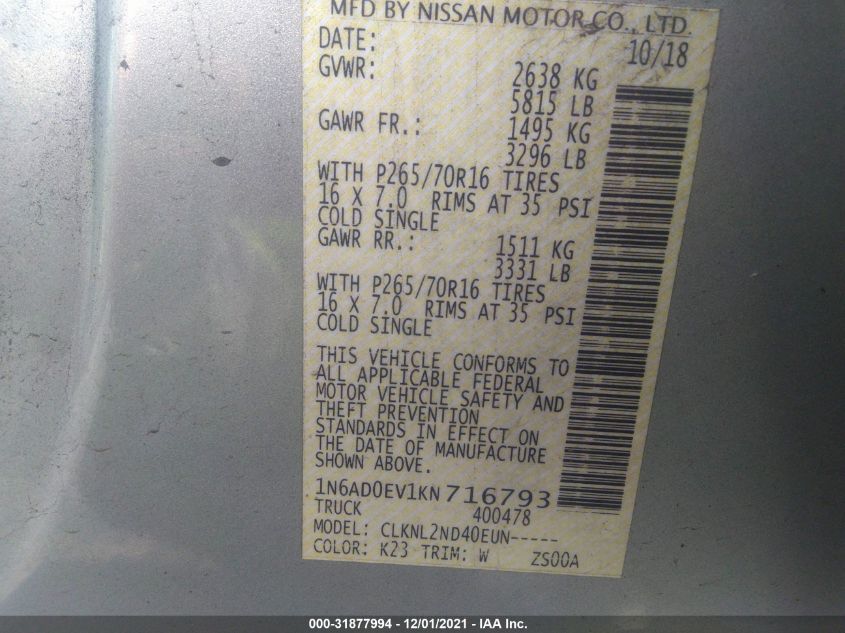 MFD BY NISSAN MOTOR CO., LTD.
DATE: 10/18
GVWR: 2638 KG
5815 LB
GAWR FR.: 1495 KG
3296 LB
WITH P265/70R16 TIRES
16 X 7.0 RIMS AT 35 PSI
COLD SINGLE
GAWR RR.: 1511 KG
3331 LB
WITH P265/70R16 TIRES
16 X 7.0 RIMS AT 35 PSI
COLD SINGLE
THIS VEHICLE CONFORMS TO
ALL APPLICABLE FEDERAL
MOTOR VEHICLE SAFETY AND
THEFT PREVENTION
STANDARDS IN EFFECT ON
THE DATE OF MANUFACTURE
SHOWN ABOVE.
1N6AD0EV1KN716793
TRUCK 400478
MODEL: CLKNL2ND40EUN-----
COLOR: K23 TRIM: W ZS00A
000-31877994 - 12/01/2021 - IAA Inc.